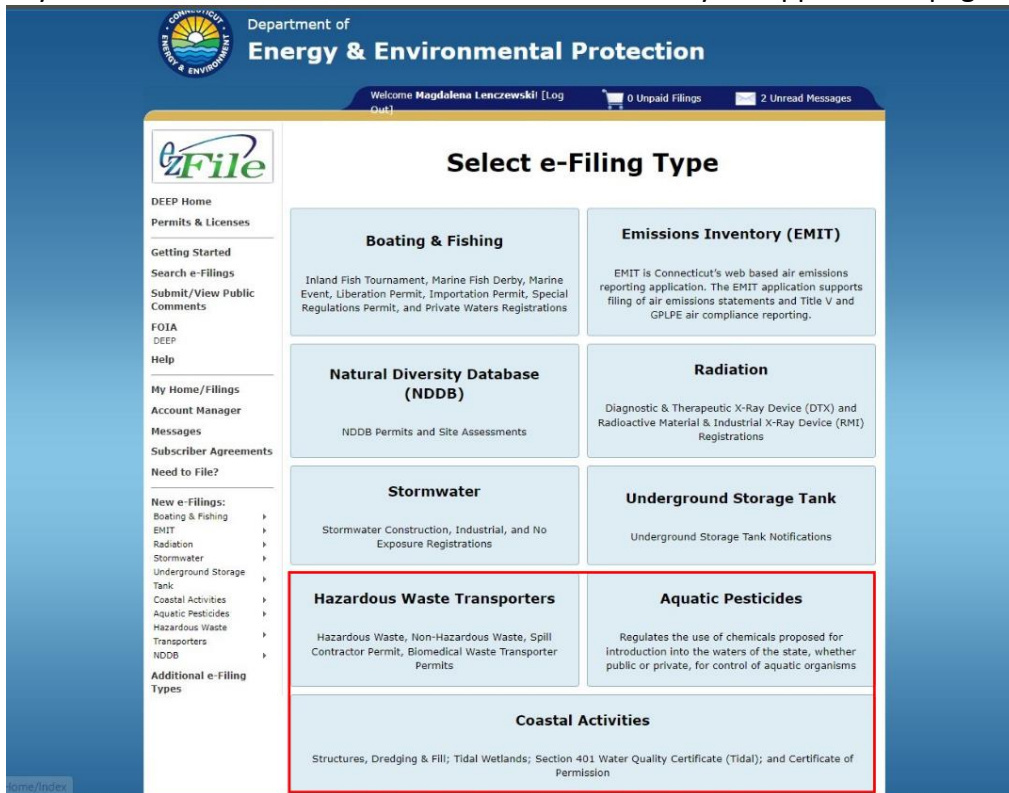 CONNECTICUT
ENERGY & ENVIRONMENT
Department of
Energy & Environmental Protection
Welcome Magdalena Lenczewski! [Log
Out]
0 Unpaid Filings
2 Unread Messages
ezFile
DEEP Home
Permits & Licenses
Getting Started
Search e-Filings
Submit/View Public
Comments
FOIA
DEEP
Help
My Home/Filings
Account Manager
Messages
Subscriber Agreements
Need to File?
New e-Filings:
Boating & Fishing
EMIT
Radiation
Stormwater
Underground Storage
Tank
Coastal Activities
Aquatic Pesticides
Hazardous Waste
Transporters
NDDB
Additional e-Filing
Types
Select e-Filing Type
Boating & Fishing
Inland Fish Tournament, Marine Fish Derby, Marine
Event, Liberation Permit, Importation Permit, Special
Regulations Permit, and Private Waters Registrations
Emissions Inventory (EMIT)
EMIT is Connecticut's web based air emissions
reporting application. The EMIT application supports
filing of air emissions statements and Title V and
GPLPE air compliance reporting.
Natural Diversity Database
(NDDB)
NDDB Permits and Site Assessments
Radiation
Diagnostic & Therapeutic X-Ray Device (DTX) and
Radioactive Material & Industrial X-Ray Device (RMI)
Registrations
Stormwater
Stormwater Construction, Industrial, and No
Exposure Registrations
Underground Storage Tank
Underground Storage Tank Notifications
Hazardous Waste Transporters
Hazardous Waste, Non-Hazardous Waste, Spill
Contractor Permit, Biomedical Waste Transporter
Permits
Aquatic Pesticides
Regulates the use of chemicals proposed for
introduction into the waters of the state, whether
public or private, for control of aquatic organisms
Coastal Activities
Structures, Dredging & Fill; Tidal Wetlands; Section 401 Water Quality Certificate (Tidal); and Certificate of
Permission
Home/Index